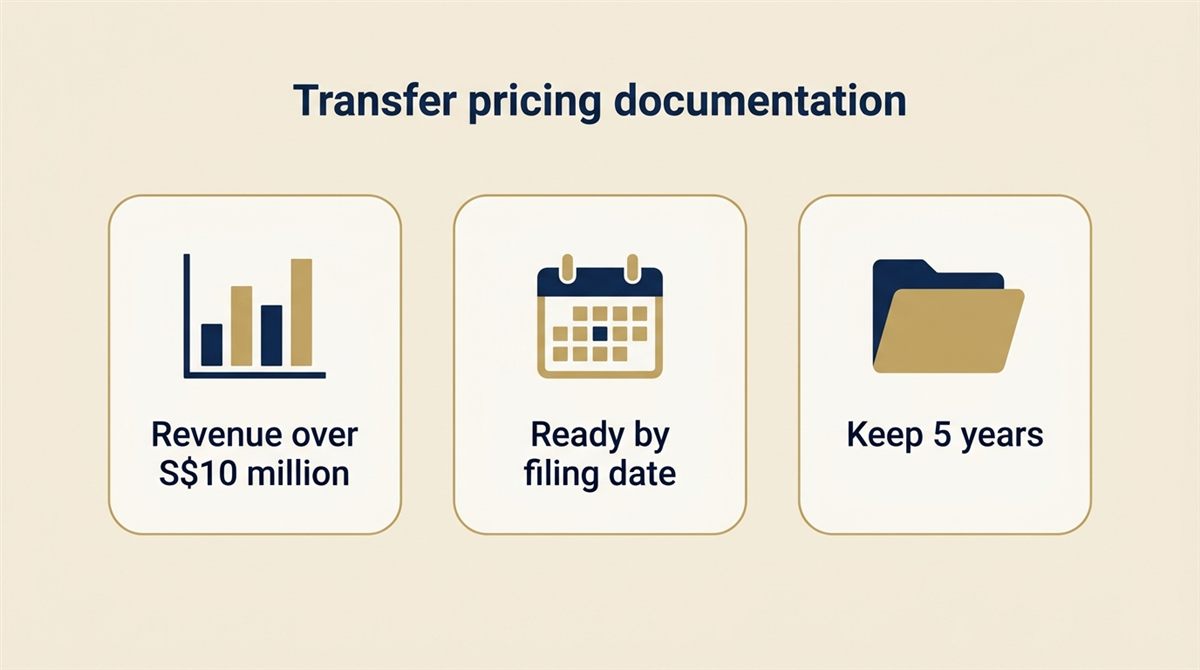 Transfer pricing documentation
Revenue over
S$10 million
Ready by
filing date
Keep 5 years